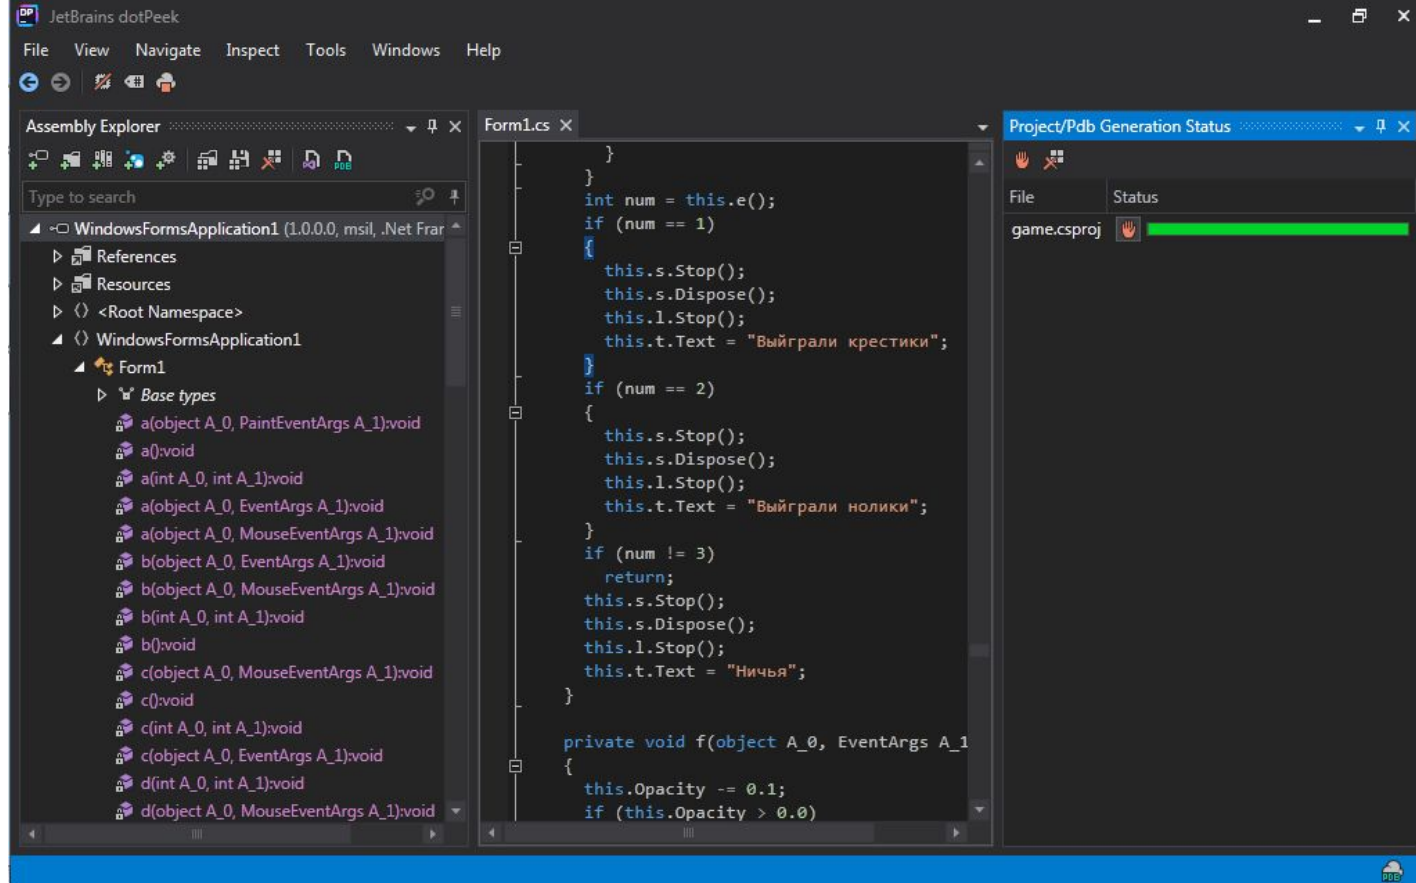 JetBrains dotPeek
File View Navigate Inspect Tools Windows Help
Assembly Explorer
Type to search
WindowsFormsApplication1 (1.0.0.0, msil, .Net Frar
References
Resources
<Root Namespace>
WindowsFormsApplication1
Form1
Base types
a(object A_0, PaintEventArgs A_1):void
a():void
a(int A_0, int A_1):void
a(object A_0, EventArgs A_1):void
a(object A_0, MouseEventArgs A_1):void
b(object A_0, EventArgs A_1):void
b(object A_0, MouseEventArgs A_1):void
b(int A_0, int A_1):void
b():void
c(object A_0, MouseEventArgs A_1):void
c():void
c(int A_0, int A_1):void
c(object A_0, EventArgs A_1):void
d(int A_0, int A_1):void
d(object A_0, MouseEventArgs A_1):void
Form1.cs
}
}
int num = this.e();
if (num == 1)
{
this.s.Stop();
this.s.Dispose();
this.l.Stop();
this.t.Text = "Выйграли крестики";
}
if (num == 2)
{
this.s.Stop();
this.s.Dispose();
this.l.Stop();
this.t.Text = "Выйграли нолики";
}
if (num != 3)
return;
this.s.Stop();
this.s.Dispose();
this.l.Stop();
this.t.Text = "Ничья";
}
private void f(object A_0, EventArgs A_1
{
this.Opacity -= 0.1;
if (this.Opacity > 0.0)
Project/Pdb Generation Status
File Status
game.csproj